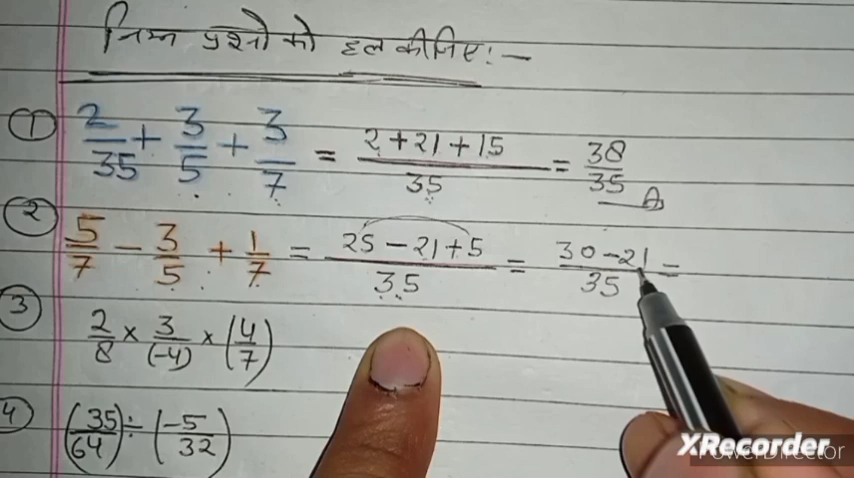 निम्न प्रश्नो को हल कीजिए:-
① 2/35 + 3/5 + 3/7 = 2+21+15/35 = 38/35 A
② 5/7 - 3/5 + 1/7 = 25-21+5/35 = 30-21/35 =
③ 2/8 × 3/(-4) × (4/7)
④ (35/64) ÷ (-5/32)
XRecorder
PowerDirector